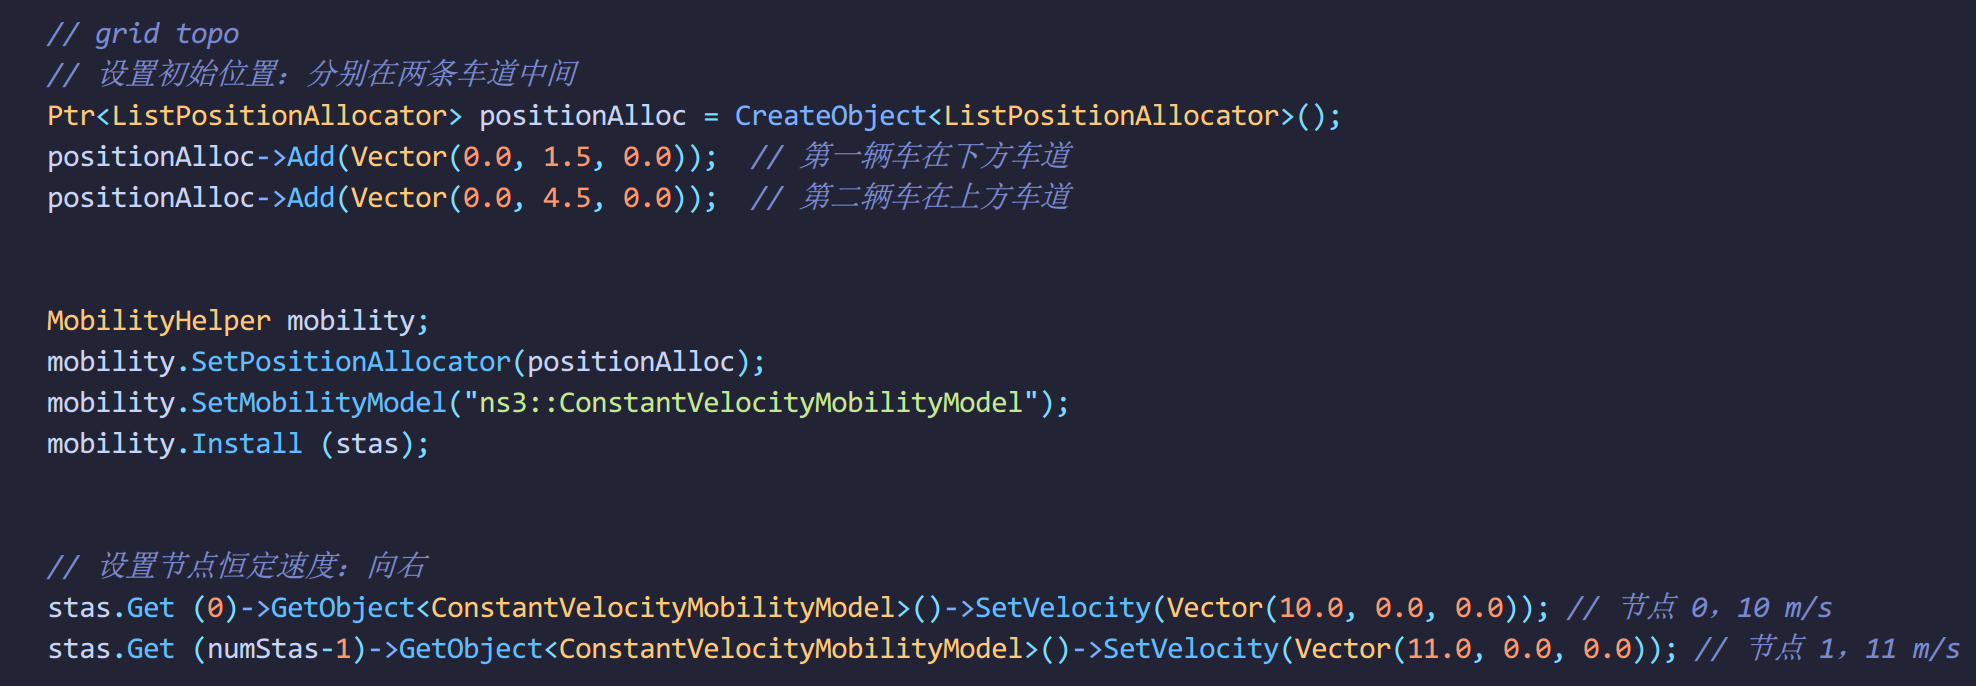 // grid topo
// 设置初始位置：分别在两条车道中间
Ptr<ListPositionAllocator> positionAlloc = CreateObject<ListPositionAllocator>();
positionAlloc->Add(Vector(0.0, 1.5, 0.0));  // 第一辆车在下方车道
positionAlloc->Add(Vector(0.0, 4.5, 0.0));  // 第二辆车在上方车道
MobilityHelper mobility;
mobility.SetPositionAllocator(positionAlloc);
mobility.SetMobilityModel("ns3::ConstantVelocityMobilityModel");
mobility.Install (stas);
// 设置节点恒定速度：向右
stas.Get (0)->GetObject<ConstantVelocityMobilityModel>()->SetVelocity(Vector(10.0, 0.0, 0.0)); // 节点 0，10 m/s
stas.Get (numStas-1)->GetObject<ConstantVelocityMobilityModel>()->SetVelocity(Vector(11.0, 0.0, 0.0)); // 节点 1，11 m/s